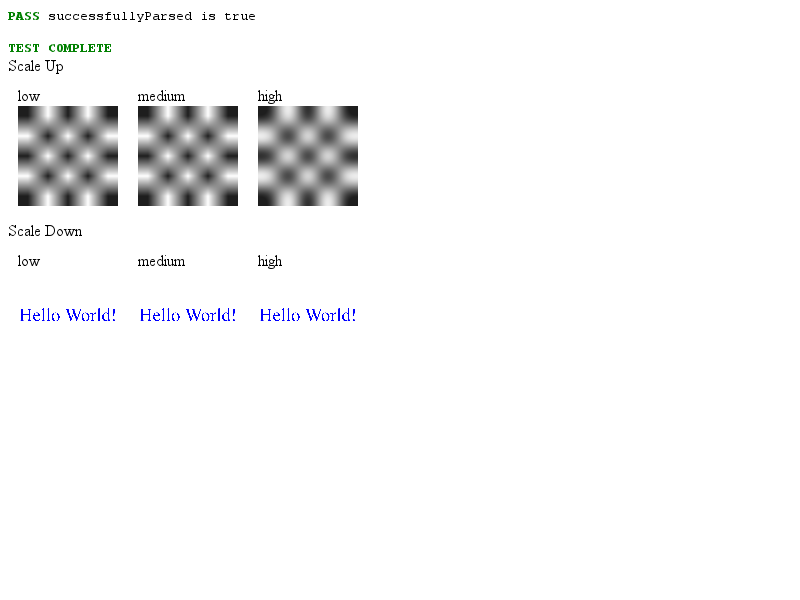 PASS successfullyParsed is true
TEST COMPLETE
Scale Up
low medium high
Scale Down
low medium high
Hello World! Hello World! Hello World!